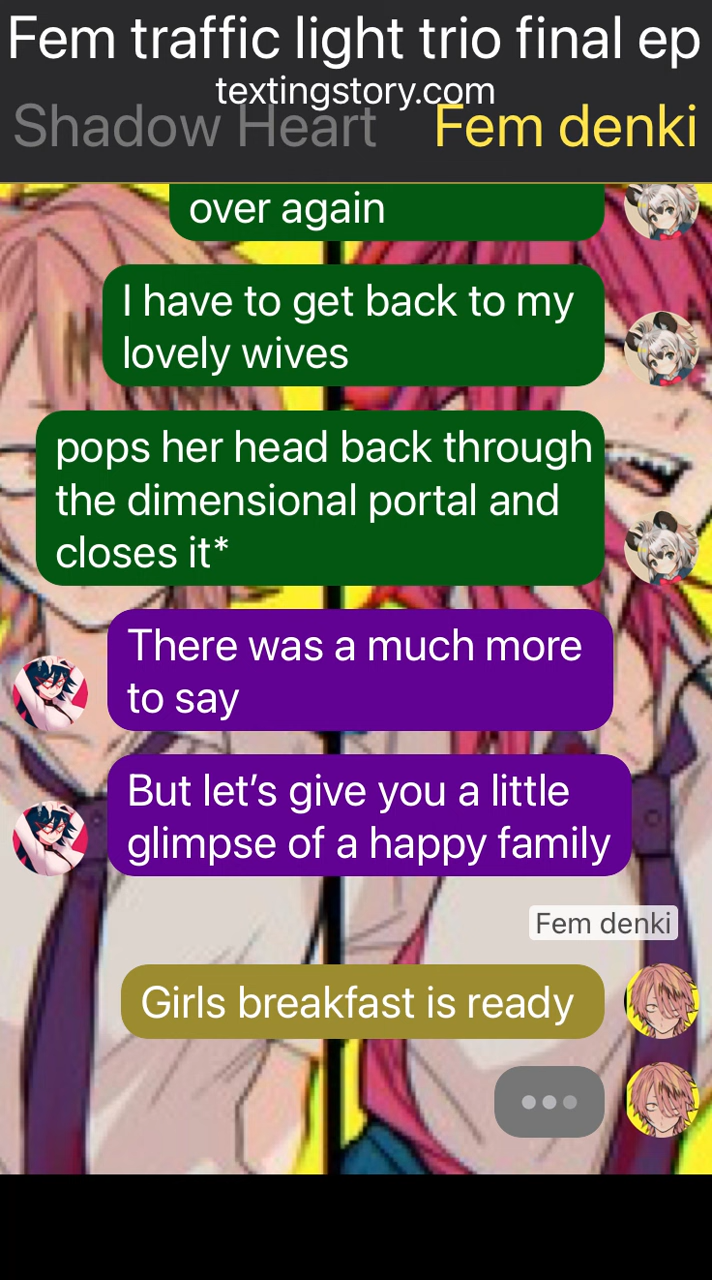 Fem traffic light trio final ep
textingstory.com
Shadow Heart
Fem denki
over again
I have to get back to my
lovely wives
pops her head back through
the dimensional portal and
closes it*
There was a much more
to say
But let’s give you a little
glimpse of a happy family
Fem denki
Girls breakfast is ready